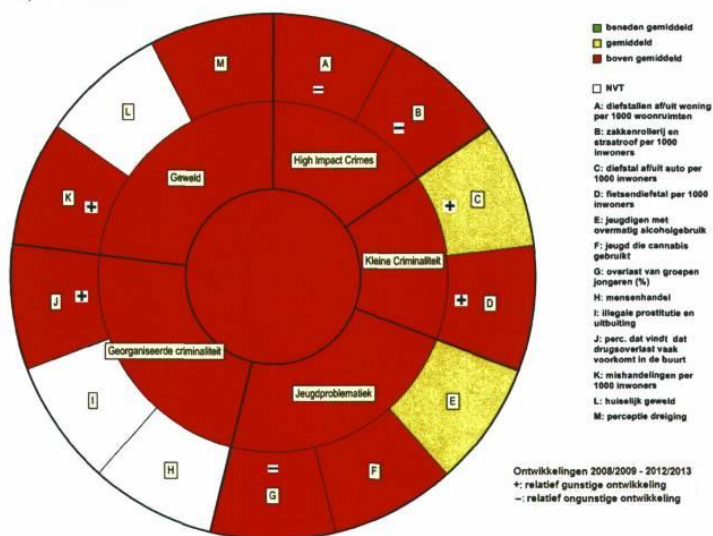 M
A
=
B
=
L
High Impact Crimes
Geweld
K
+
+
C
Kleine Criminaliteit
J
+
+
D
Georganiseerde criminaliteit
Jeugdproblematiek
I
E
H
=
G
F
beneden gemiddeld
gemiddeld
boven gemiddeld
NVT
A: diefstallen af/uit woning
per 1000 woonruimten
B: zakkenrollerij en
straatroof per 1000
inwoners
C: diefstal af/uit auto per
1000 inwoners
D: fietsendiefstal per 1000
inwoners
E: jeugdigen met
overmatig alcoholgebruik
F: jeugd die cannabis
gebruikt
G: overlast van groepen
jongeren (%)
H: mensenhandel
I: illegale prostitutie en
uitbuiting
J: perc. dat vindt dat
drugsoverlast vaak
voorkomt in de buurt
K: mishandelingen per
1000 inwoners
L: huiselijk geweld
M: perceptie dreiging
Ontwikkelingen 2008/2009 - 2012/2013
+: relatief gunstige ontwikkeling
–: relatief ongunstige ontwikkeling